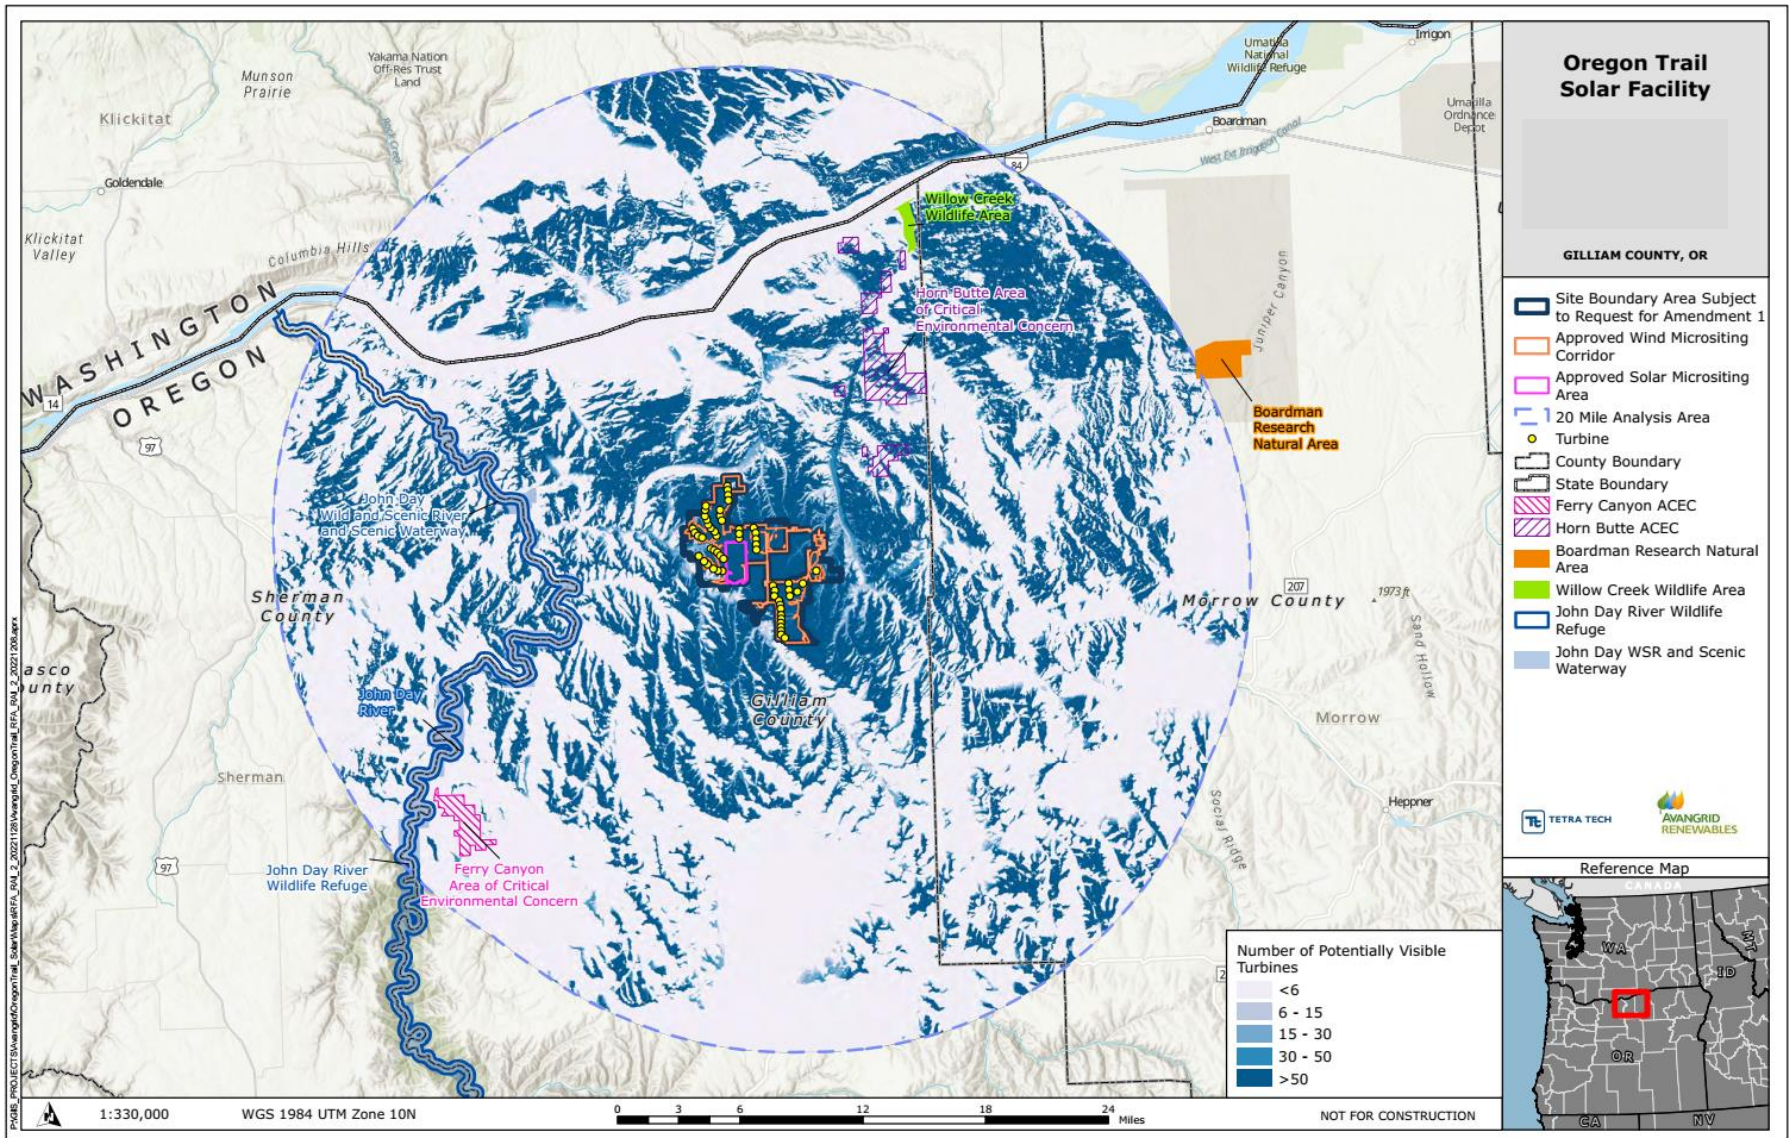 Oregon Trail
Solar Facility
GILLIAM COUNTY, OR
Site Boundary Area Subject
to Request for Amendment 1
Approved Wind Micrositing
Corridor
Approved Solar Micrositing
Area
20 Mile Analysis Area
Turbine
County Boundary
State Boundary
Ferry Canyon ACEC
Horn Butte ACEC
Boardman Research Natural
Area
Willow Creek Wildlife Area
John Day River Wildlife
Refuge
John Day WSR and Scenic
Waterway
Tt TETRA TECH
AVANGRID
RENEWABLES
Reference Map
CANADA
WA
MT
ID
OR
CA
NV
Number of Potentially Visible
Turbines
<6
6 - 15
15 - 30
30 - 50
>50
Yakama Nation
Off-Res Trust
Land
Munson
Prairie
Klickitat
Rock Creek
Goldendale
Klickitat
Valley
Columbia Hills
WASHINGTON
OREGON
14
97
Umatilla
National
Wildlife Refuge
Irrigon
Umatilla
Ordnance
Depot
Boardman
West Ext Irrigation Canal
84
Willow Creek
Wildlife Area
Horn Butte Area
of Critical
Environmental Concern
Juniper Canyon
Boardman
Research
Natural Area
John Day
Wild and Scenic River
and Scenic Waterway
Sherman
County
207
1973 ft
Morrow County
Sand Hollow
asco
ounty
John Day
River
Gilliam
County
Morrow
Sherman
Heppner
Social Ridge
97
John Day River
Wildlife Refuge
Ferry Canyon
Area of Critical
Environmental Concern
2
1:330,000
WGS 1984 UTM Zone 10N
0 3 6 12 18 24
Miles
NOT FOR CONSTRUCTION